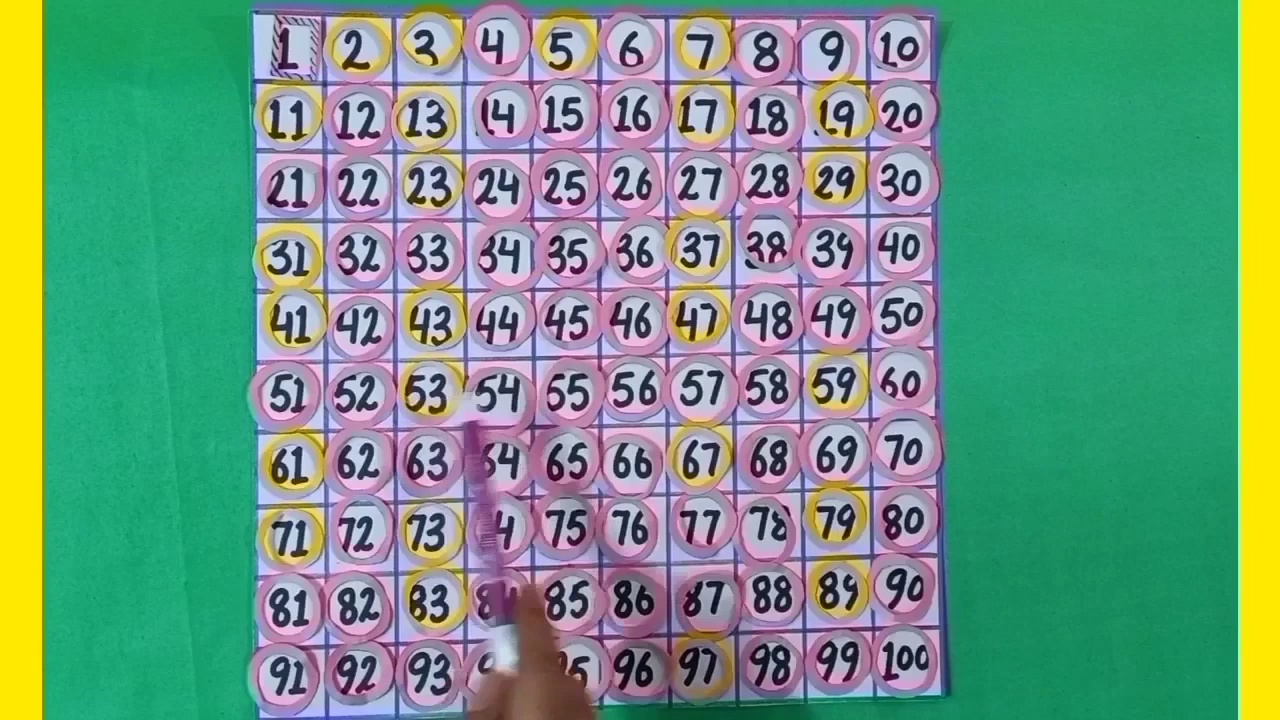 1 2 3 4 5 6 7 8 9 10
11 12 13 14 15 16 17 18 19 20
21 22 23 24 25 26 27 28 29 30
31 32 33 34 35 36 37 38 39 40
41 42 43 44 45 46 47 48 49 50
51 52 53 54 55 56 57 58 59 60
61 62 63 64 65 66 67 68 69 70
71 72 73 75 76 77 78 79 80
81 82 83 85 86 87 88 89 90
91 92 93 96 97 98 99 100